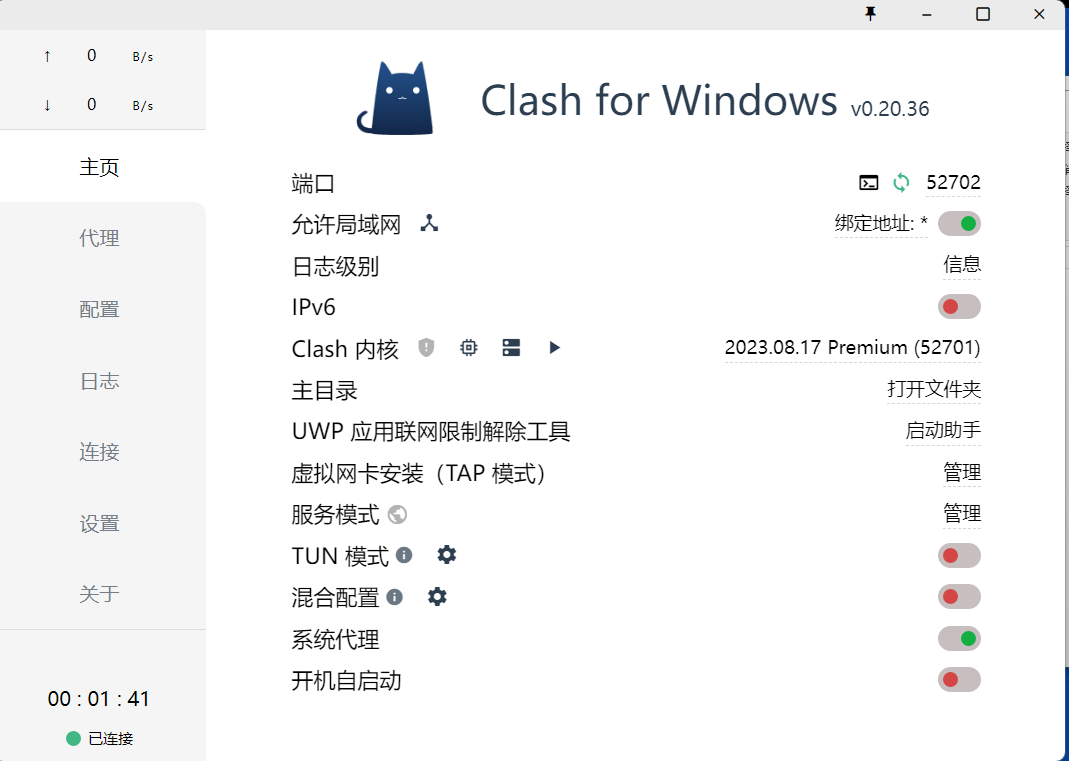 ↑ 0 B/s
↓ 0 B/s
主页
代理
配置
日志
连接
设置
关于
00 : 01 : 41
已连接
Clash for Windows v0.20.36
端口 52702
允许局域网 绑定地址: *
日志级别 信息
IPv6
Clash 内核 2023.08.17 Premium (52701)
主目录 打开文件夹
UWP 应用联网限制解除工具 启动助手
虚拟网卡安装（TAP 模式） 管理
服务模式 管理
TUN 模式
混合配置
系统代理
开机自启动